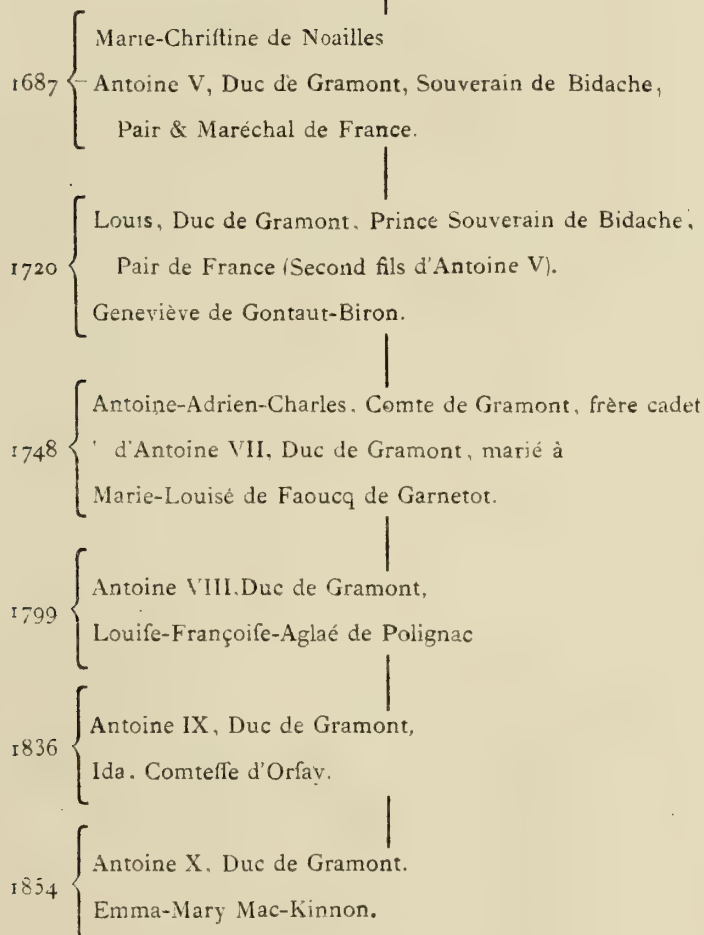 Marie-Chriſtine de Noailles
1687 Antoine V, Duc de Gramont, Souverain de Bidache,
Pair & Maréchal de France.
Louis, Duc de Gramont. Prince Souverain de Bidache,
1720 Pair de France (Second fils d'Antoine V).
Geneviève de Gontaut-Biron.
Antoine-Adrien-Charles. Comte de Gramont, frère cadet
1748 d'Antoine VII, Duc de Gramont, marié à
Marie-Louisé de Faoucq de Garnetot.
1799 Antoine VIII. Duc de Gramont,
Louiſe-Françoiſe-Aglaé de Polignac
1836 Antoine IX, Duc de Gramont,
Ida. Comteſſe d'Orſay.
1854 Antoine X. Duc de Gramont.
Emma-Mary Mac-Kinnon.